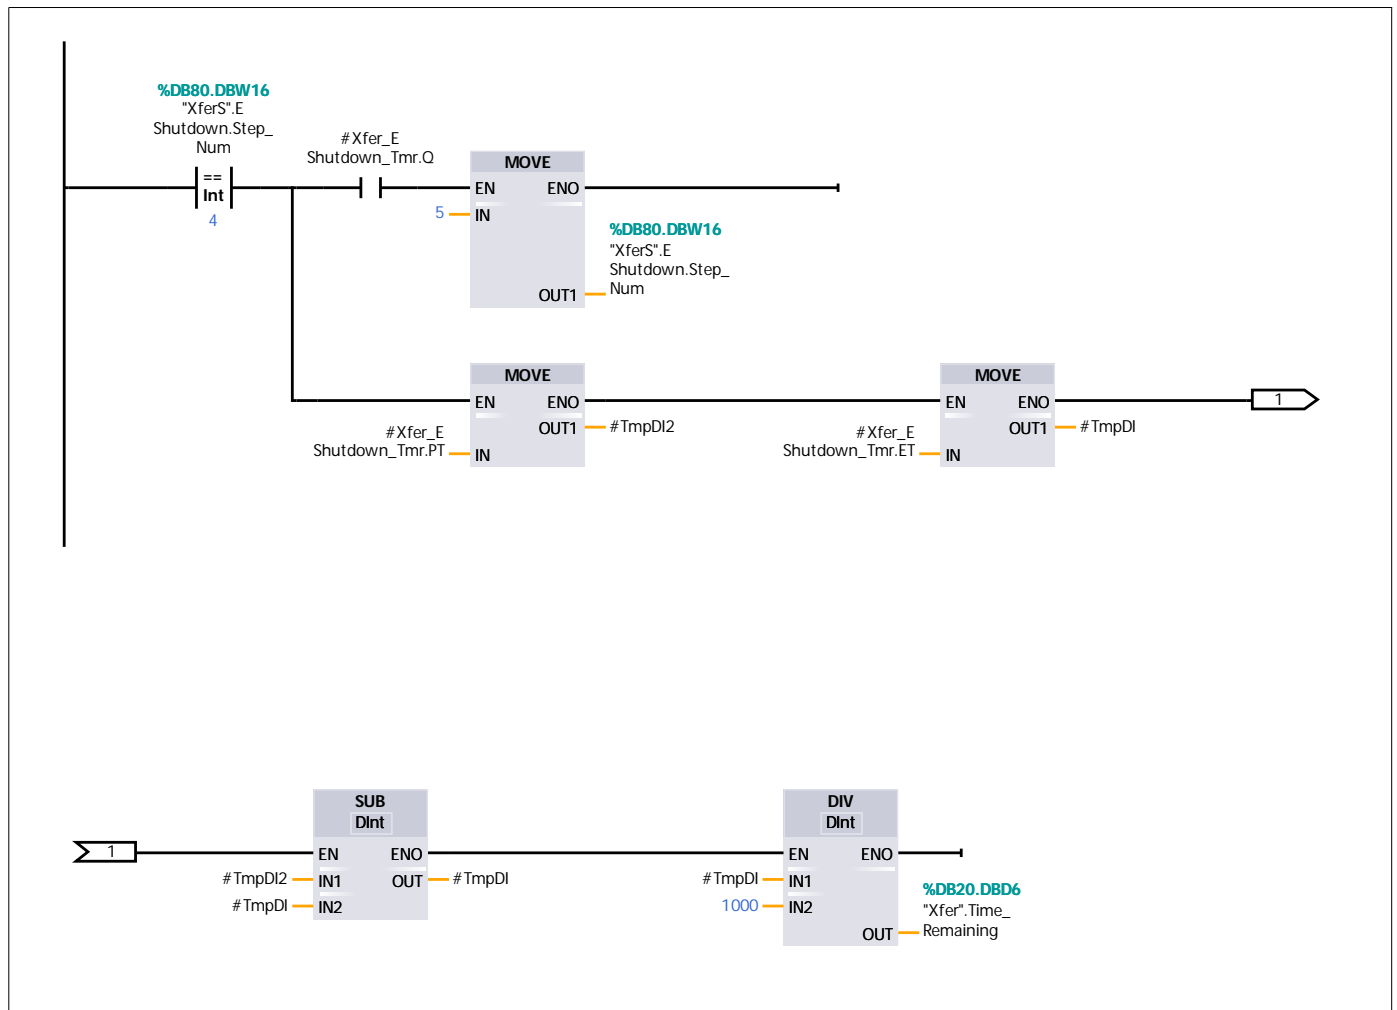 %DB80.DBW16
"XferS".E
Shutdown.Step_
Num
==
Int
4
#Xfer_E
Shutdown_Tmr.Q
MOVE
EN ENO
5 IN
OUT1
%DB80.DBW16
"XferS".E
Shutdown.Step_
Num
MOVE
EN ENO
OUT1 #TmpDI2
#Xfer_E
Shutdown_Tmr.PT IN
MOVE
EN ENO
OUT1 #TmpDI
#Xfer_E
Shutdown_Tmr.ET IN
1
1
SUB
DInt
EN ENO
#TmpDI2 IN1 OUT #TmpDI
#TmpDI IN2
DIV
DInt
EN ENO
#TmpDI IN1
1000 IN2
OUT
%DB20.DBD6
"Xfer".Time_
Remaining